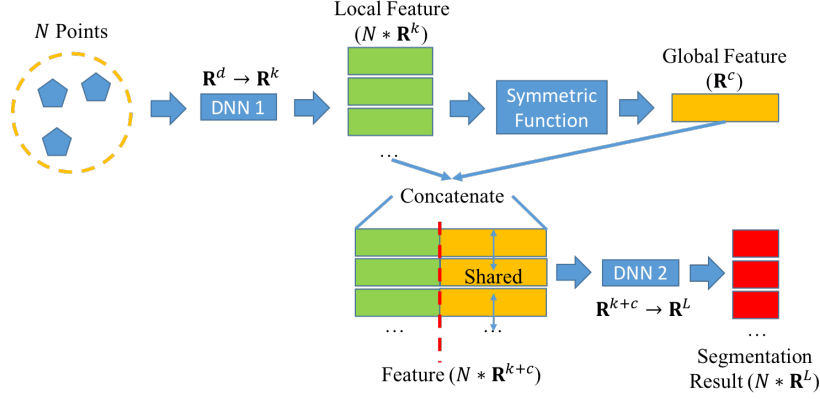 N Points
R^d → R^k
DNN 1
Local Feature
(N * R^k)
...
Symmetric
Function
Global Feature
(R^c)
Concatenate
Shared
... ...
Feature (N * R^{k+c})
DNN 2
R^{k+c} → R^L
...
Segmentation
Result (N * R^L)